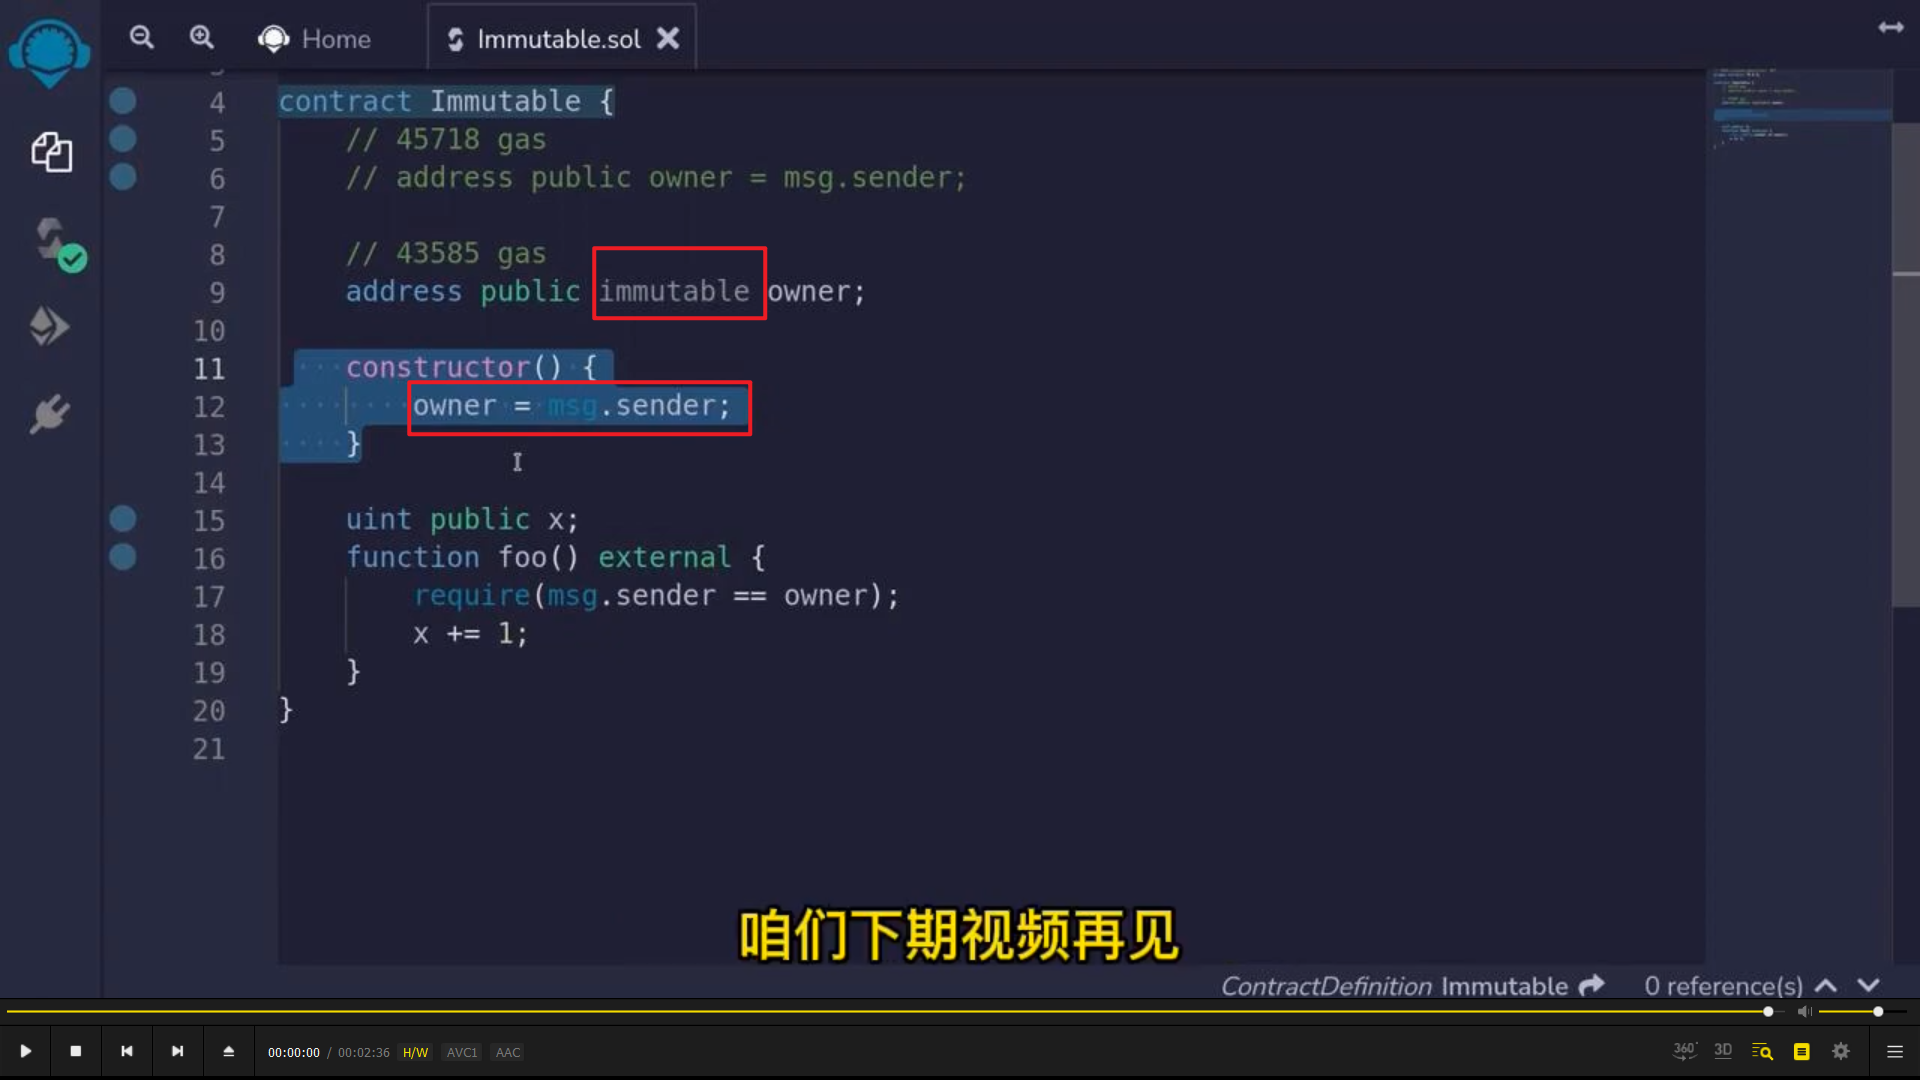 Home
Immutable.sol
4 contract Immutable {
5 // 45718 gas
6 // address public owner = msg.sender;
7
8 // 43585 gas
9 address public immutable owner;
10
11 constructor() {
12 owner = msg.sender;
13 }
14
15 uint public x;
16 function foo() external {
17 require(msg.sender == owner);
18 x += 1;
19 }
20 }
21
咱们下期视频再见
ContractDefinition Immutable 0 reference(s)
00:00:00 / 00:02:36 H/W AVC1 AAC
360° 3D